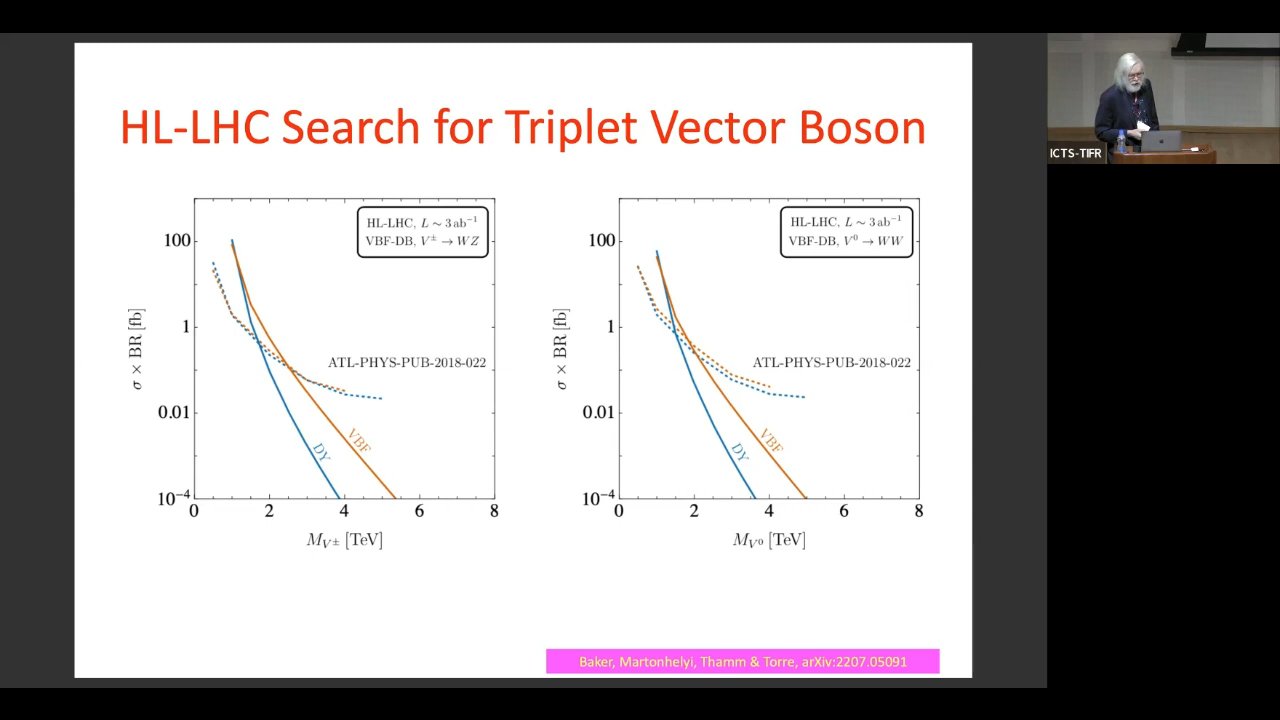 HL-LHC Search for Triplet Vector Boson
ICTS-TIFR
HL-LHC, L ∼ 3 ab⁻¹
VBF-DB, V± → WZ
100
1
0.01
10⁻⁴
σ × BR [fb]
ATL-PHYS-PUB-2018-022
VBF
DY
0 2 4 6 8
M_V± [TeV]
HL-LHC, L ∼ 3 ab⁻¹
VBF-DB, V⁰ → WW
100
1
0.01
10⁻⁴
σ × BR [fb]
ATL-PHYS-PUB-2018-022
VBF
DY
0 2 4 6 8
M_V⁰ [TeV]
Baker, Martonhelyi, Thamm & Torre, arXiv:2207.05091